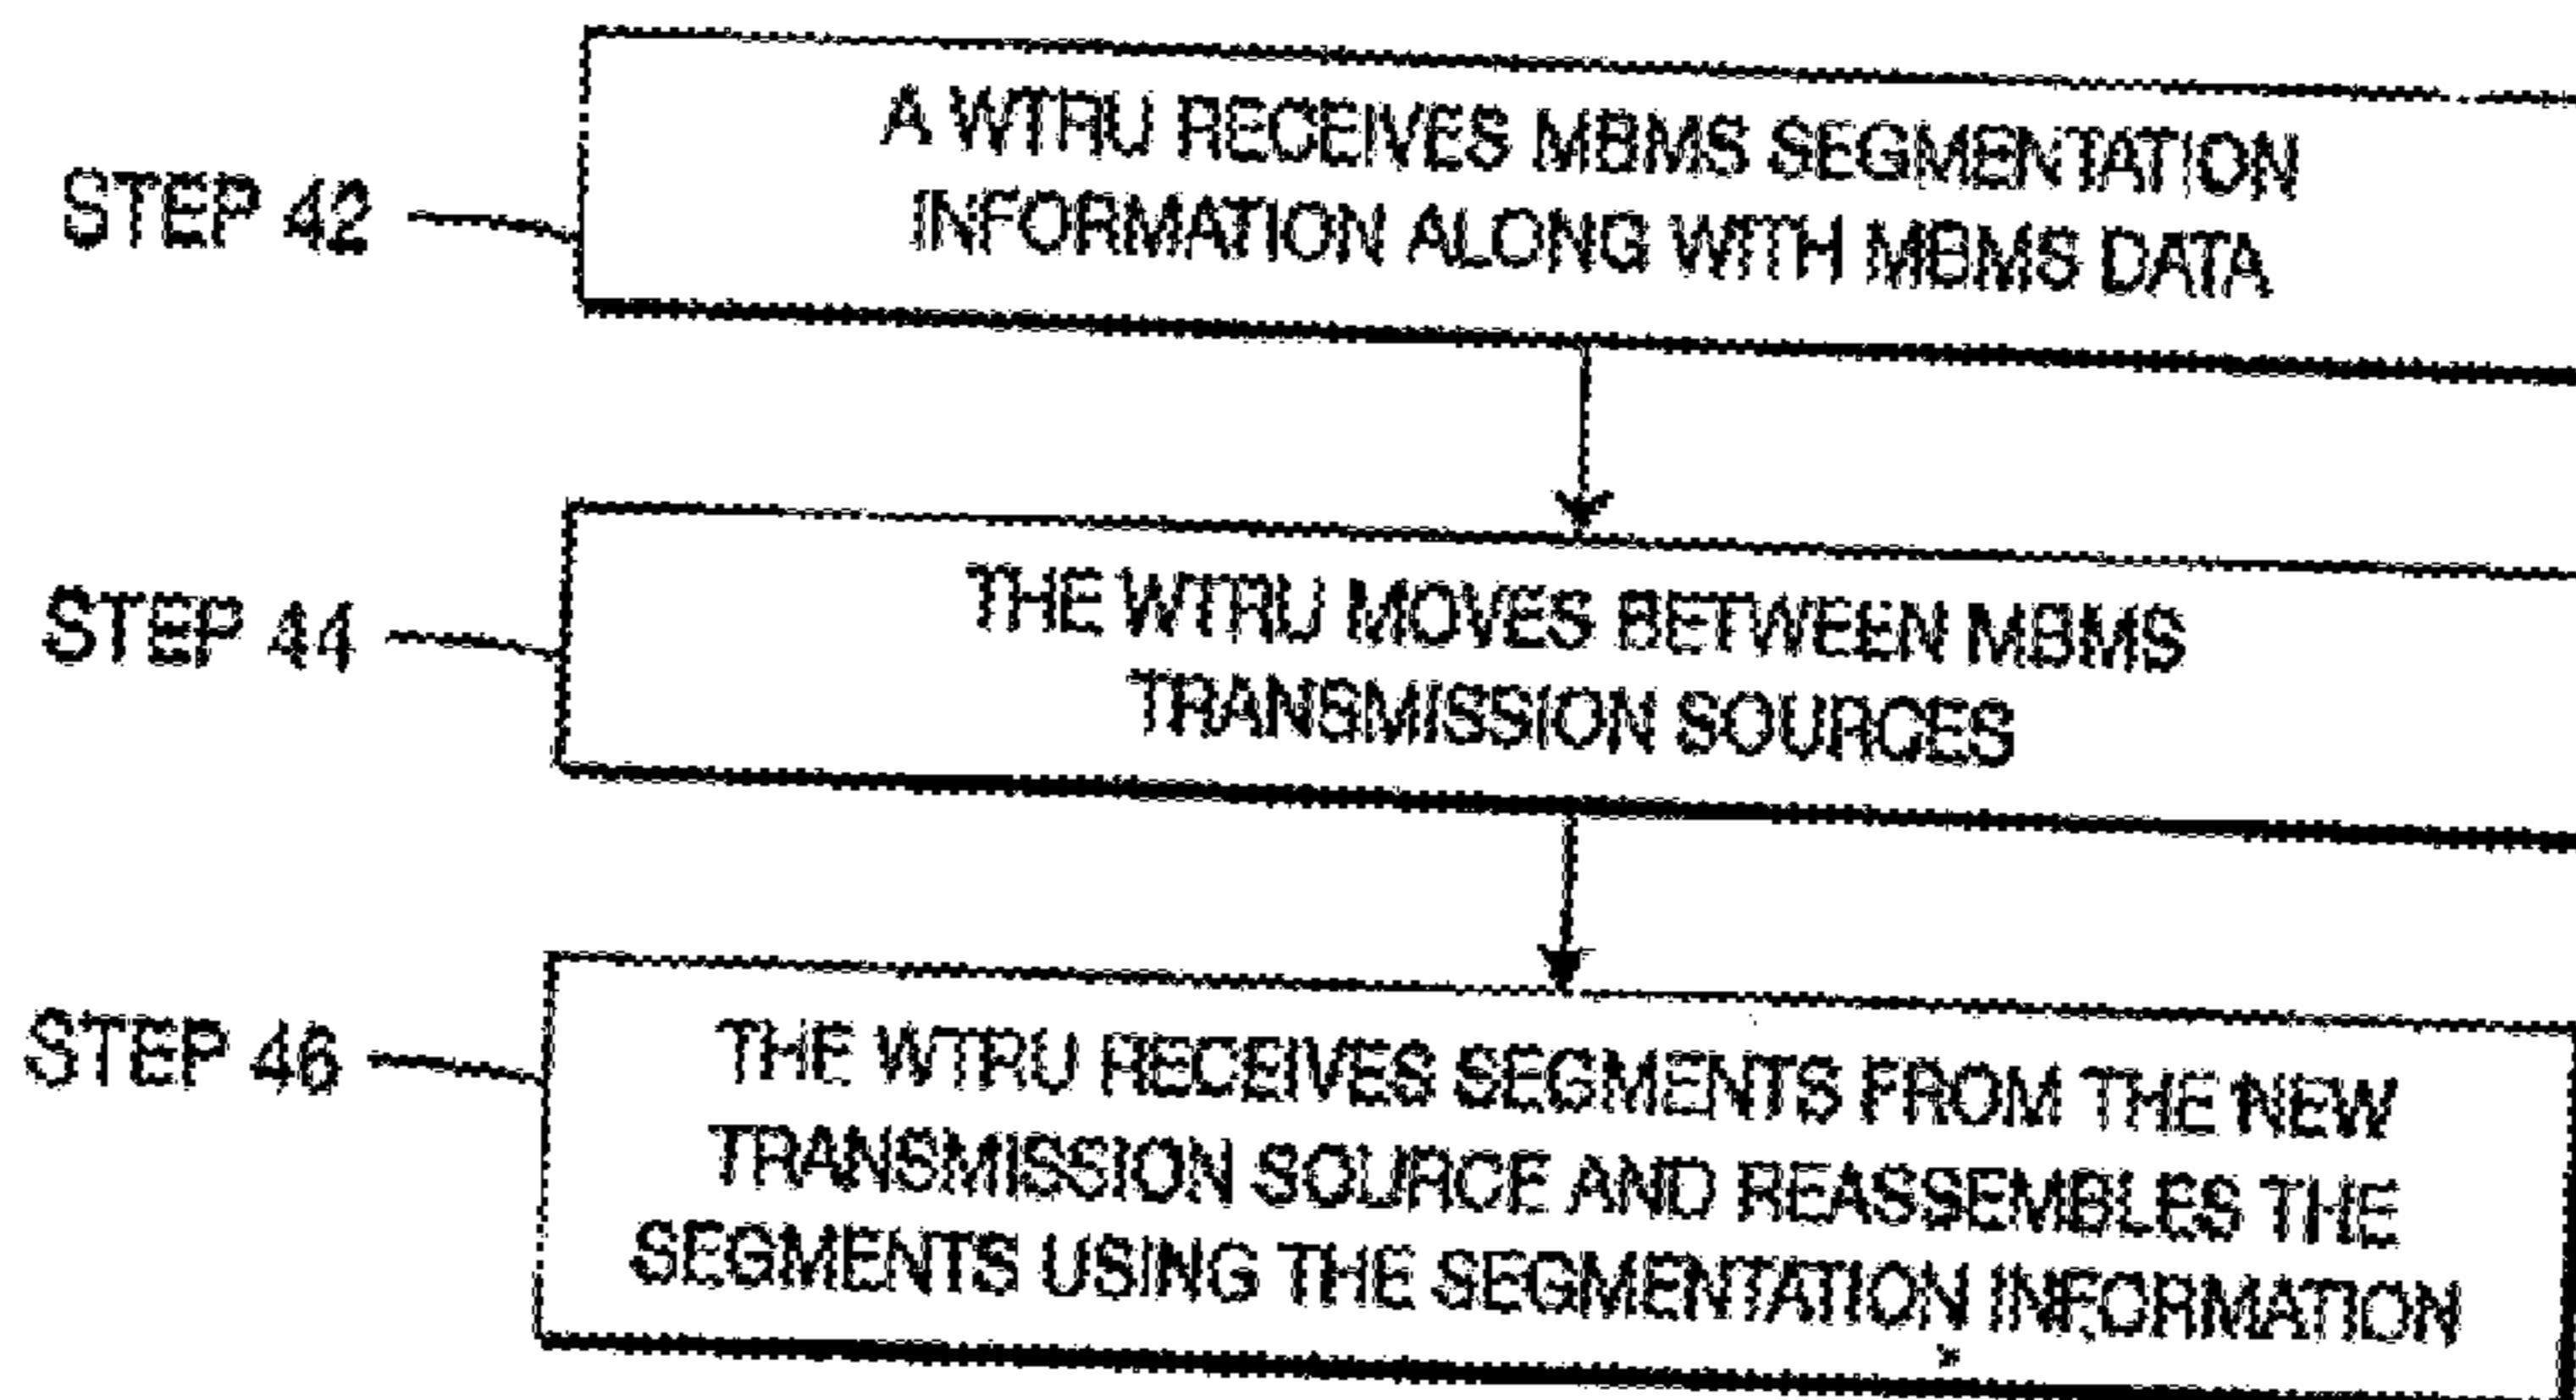 STEP 42
A WTRU RECEIVES MBMS SEGMENTATION
INFORMATION ALONG WITH MBMS DATA
STEP 44
THE WTRU MOVES BETWEEN MBMS
TRANSMISSION SOURCES
STEP 46
THE WTRU RECEIVES SEGMENTS FROM THE NEW
TRANSMISSION SOURCE AND REASSEMBLES THE
SEGMENTS USING THE SEGMENTATION INFORMATION